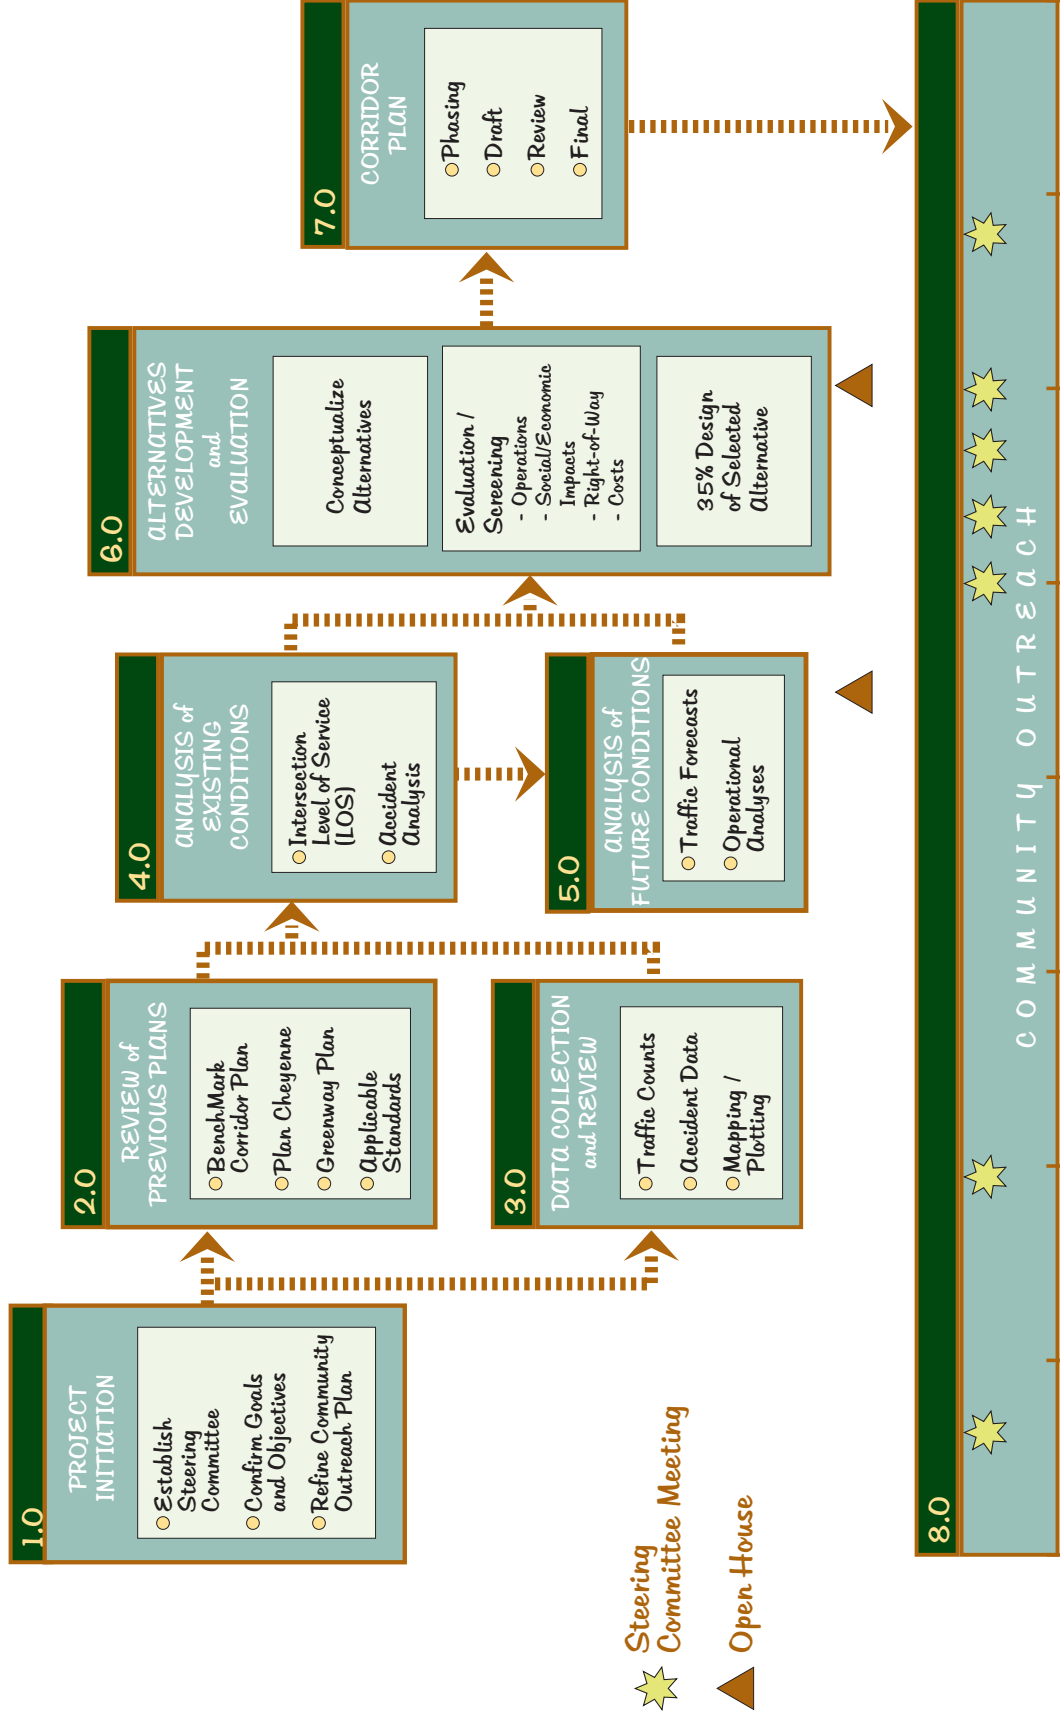 1.0
PROJECT
INITIATION
Establish
Steering
Committee
Confirm Goals
and Objectives
Refine Community
Outreach Plan
2.0
REVIEW of
PREVIOUS PLANS
BenchMark
Corridor Plan
Plan Cheyenne
Greenway Plan
Applicable
Standards
3.0
DATA COLLECTION
and REVIEW
Traffic Counts
Accident Data
Mapping /
Plotting
4.0
ANALYSIS of
EXISTING
CONDITIONS
Intersection
Level of Service
(LOS)
Accident
Analysis
5.0
ANALYSIS of
FUTURE CONDITIONS
Traffic Forecasts
Operational
Analyses
6.0
ALTERNATIVES
DEVELOPMENT
and
EVALUATION
Conceptualize
Alternatives
Evaluation /
Screening
- Operations
- Social/Economic
Impacts
- Right-of-Way
- Costs
35% Design
of Selected
Alternative
7.0
CORRIDOR
PLAN
Phasing
Draft
Review
Final
Steering
Committee Meeting
Open House
8.0
COMMUNITY OUTREACH